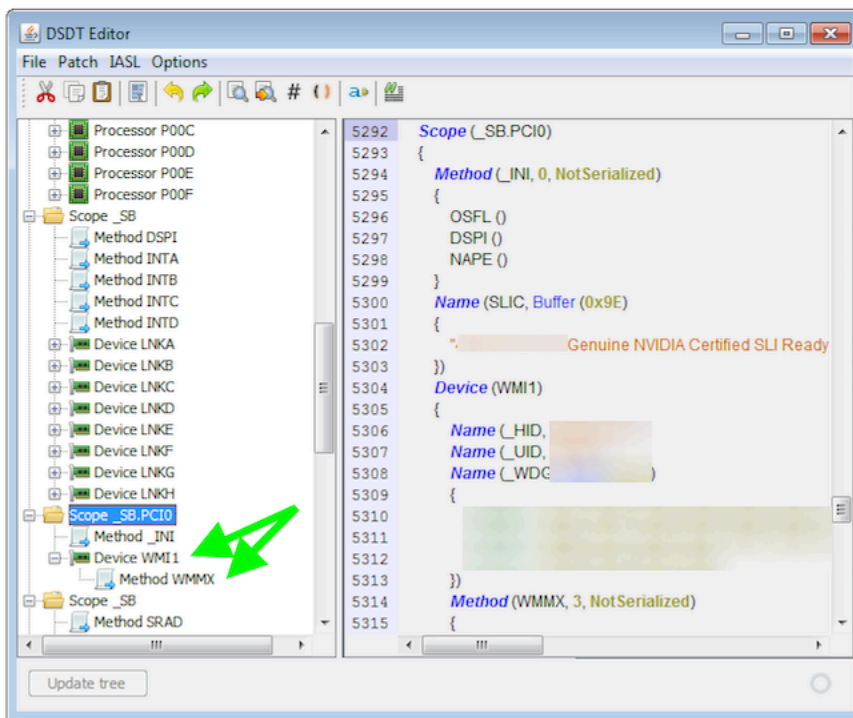 DSDT Editor
File Patch IASL Options
Processor P00C
Processor P00D
Processor P00E
Processor P00F
Scope _SB
Method DSPI
Method INTA
Method INTB
Method INTC
Method INTD
Device LNKA
Device LNKB
Device LNKC
Device LNKD
Device LNKE
Device LNKF
Device LNKG
Device LNKH
Scope _SB.PCI0
Method _INI
Device WMI1
Method WMMX
Scope _SB
Method SRAD
5292 Scope (_SB.PCI0)
5293 {
5294 Method (_INI, 0, NotSerialized)
5295 {
5296 OSFL ()
5297 DSPI ()
5298 NAPE ()
5299 }
5300 Name (SLIC, Buffer (0x9E)
5301 {
5302 " Genuine NVIDIA Certified SLI Ready
5303 })
5304 Device (WMI1)
5305 {
5306 Name (_HID,
5307 Name (_UID,
5308 Name (_WDG )
5309 {
5310
5311
5312
5313 })
5314 Method (WMMX, 3, NotSerialized)
5315 {
Update tree